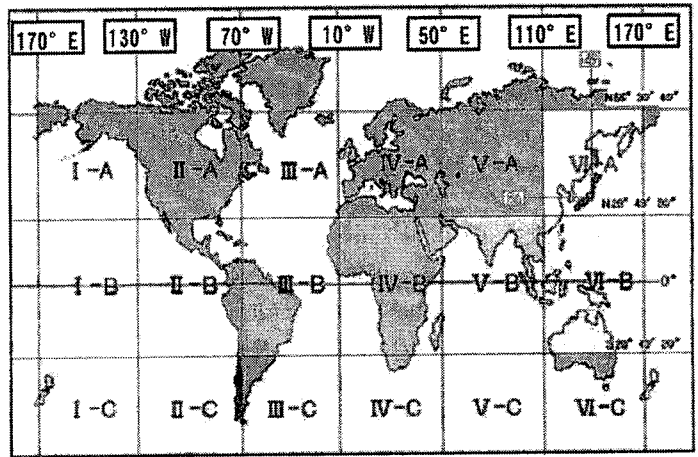 170° E 130° W 70° W 10° W 50° E 110° E 170° E
I-A II-A III-A IV-A V-A VI-A
I-B II-B III-B IV-B V-B VI-B 0°
I-C II-C III-C IV-C V-C VI-C